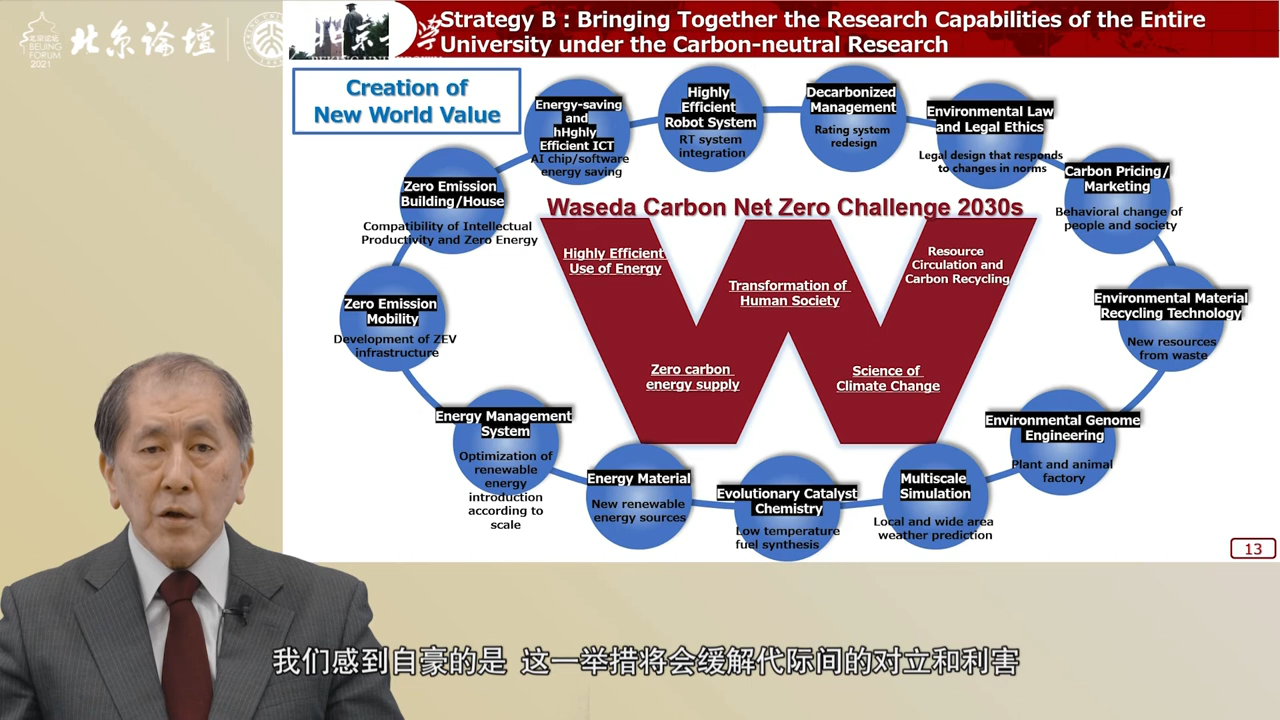 北京论坛
北京论坛
BEIJING
FORUM
2021
Strategy B : Bringing Together the Research Capabilities of the Entire
University under the Carbon-neutral Research
Creation of
New World Value
Energy-saving
and
hHghly
Efficient ICT
AI chip/software
energy saving
Highly
Efficient
Robot System
RT system
integration
Decarbonized
Management
Rating system
redesign
Environmental Law
and Legal Ethics
Legal design that responds
to changes in norms
Carbon Pricing/
Marketing
Behavioral change of
people and society
Zero Emission
Building/House
Compatibility of Intellectual
Productivity and Zero Energy
Waseda Carbon Net Zero Challenge 2030s
Highly Efficient
Use of Energy
Transformation of
Human Society
Resource
Circulation and
Carbon Recycling
Zero carbon
energy supply
Science of
Climate Change
Zero Emission
Mobility
Development of ZEV
infrastructure
Environmental Material
Recycling Technology
New resources
from waste
Energy Management
System
Optimization of
renewable
energy
introduction
according to
scale
Energy Material
New renewable
energy sources
Evolutionary Catalyst
Chemistry
Low temperature
fuel synthesis
Multiscale
Simulation
Local and wide area
weather prediction
Environmental Genome
Engineering
Plant and animal
factory
13
我们感到自豪的是 这一举措将会缓解代际间的对立和利害